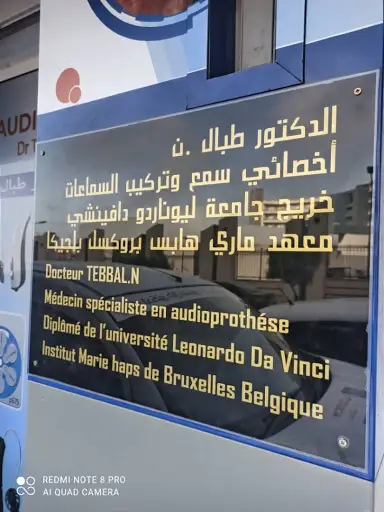 AUDI
الدكتور طبال .ن
أخصائي سمع وتركيب السماعات
خريج جامعة ليوناردو دافينشي
معهد ماري هابس بروكسل بلجيكا
Docteur TEBBAL.N
Médecin spécialiste en audioprothése
Diplômé de l'université Leonardo Da Vinci
Institut Marie haps de Bruxelles Belgique
REDMI NOTE 8 PRO
AI QUAD CAMERA